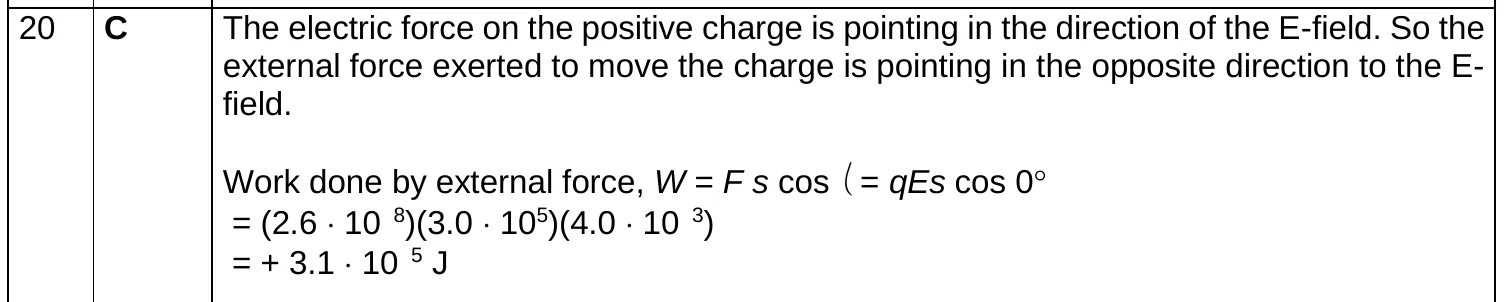 20 C The electric force on the positive charge is pointing in the direction of the E-field. So the
external force exerted to move the charge is pointing in the opposite direction to the E-
field.
Work done by external force, W = F s cos ( = qEs cos 0°
= (2.6 · 10 ⁸)(3.0 · 10⁵)(4.0 · 10 ³)
= + 3.1 · 10 ⁵ J